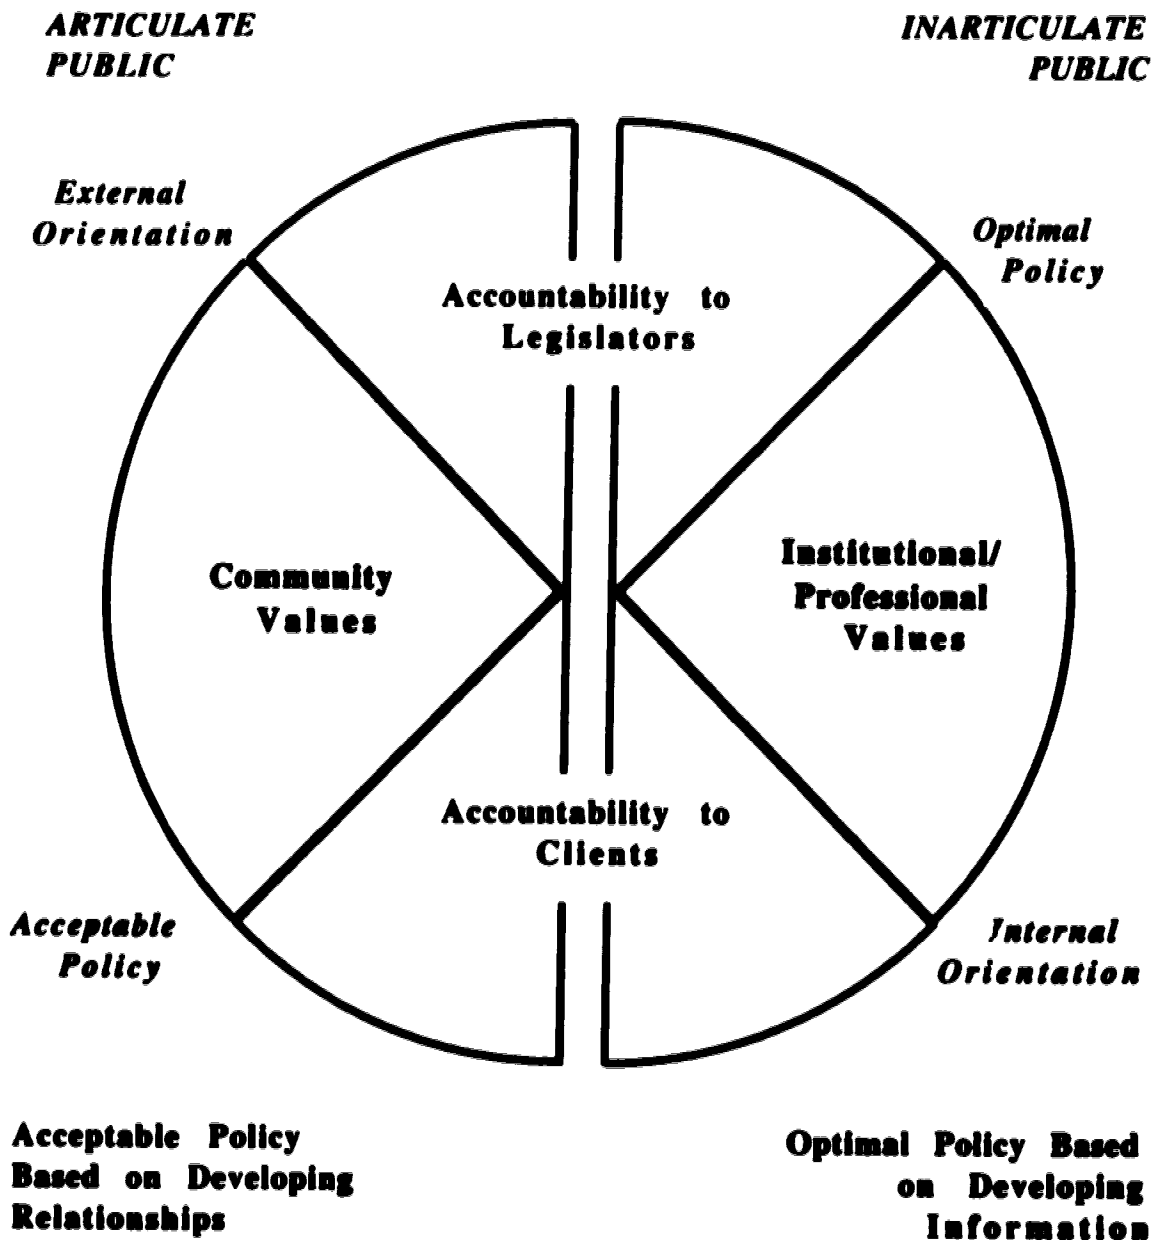 ARTICULATE
PUBLIC
INARTICULATE
PUBLIC
External
Orientation
Optimal
Policy
Accountability to
Legislators
Community
Values
Institutional/
Professional
Values
Accountability to
Clients
Acceptable
Policy
Internal
Orientation
Acceptable Policy
Based on Developing
Relationships
Optimal Policy Based
on Developing
Information